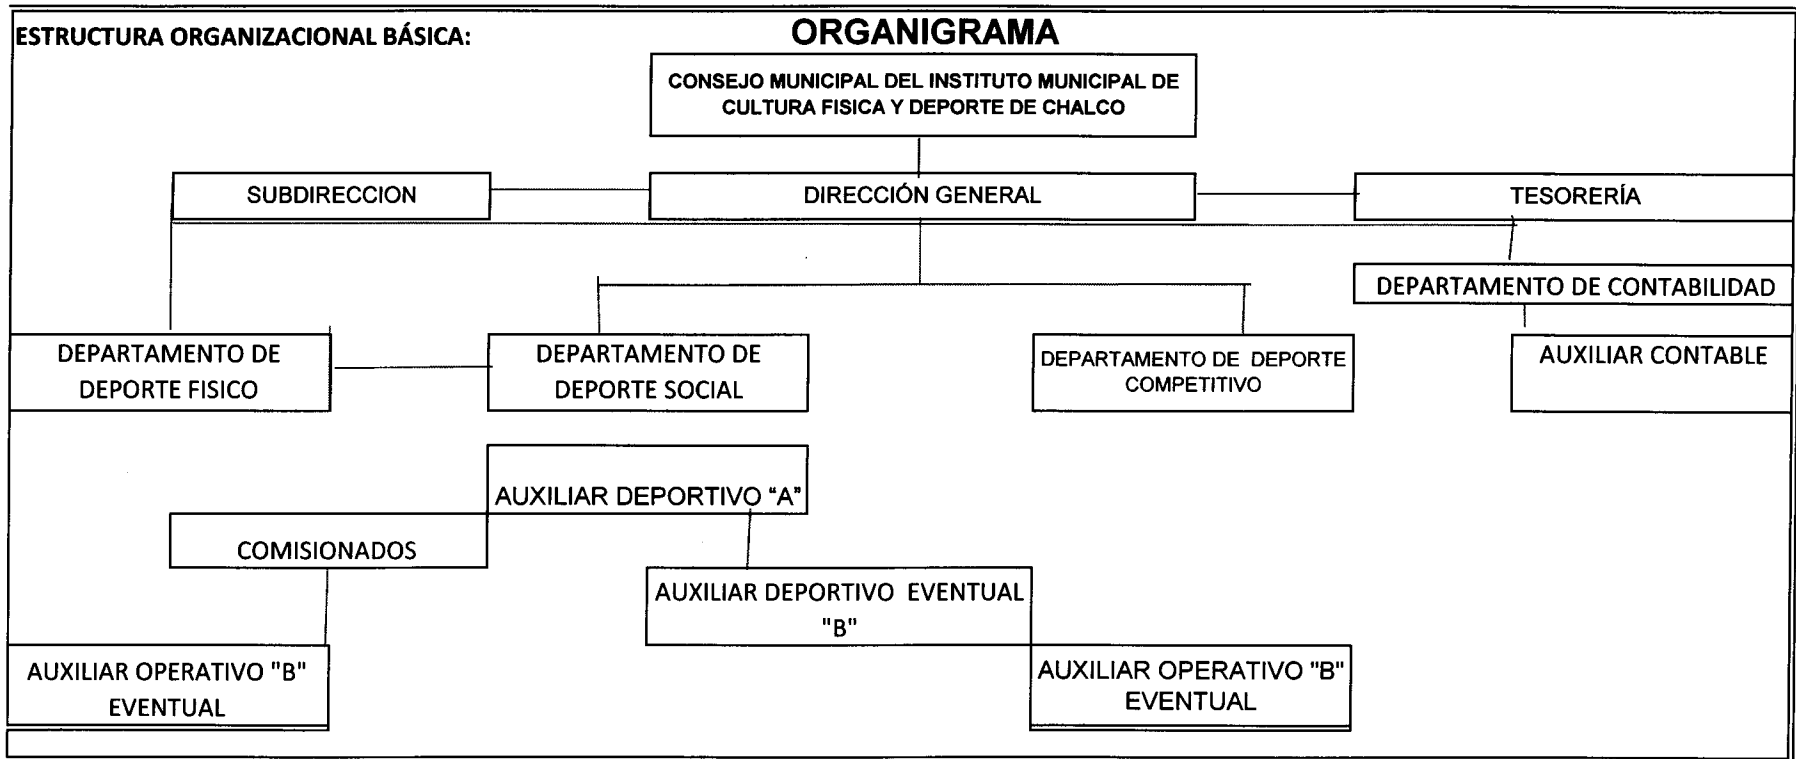 ESTRUCTURA ORGANIZACIONAL BÁSICA:
ORGANIGRAMA
CONSEJO MUNICIPAL DEL INSTITUTO MUNICIPAL DE
CULTURA FISICA Y DEPORTE DE CHALCO
SUBDIRECCION
DIRECCIÓN GENERAL
TESORERÍA
DEPARTAMENTO DE CONTABILIDAD
DEPARTAMENTO DE
DEPORTE FISICO
DEPARTAMENTO DE
DEPORTE SOCIAL
DEPARTAMENTO DE DEPORTE
COMPETITIVO
AUXILIAR CONTABLE
AUXILIAR DEPORTIVO “A”
COMISIONADOS
AUXILIAR DEPORTIVO EVENTUAL
"B"
AUXILIAR OPERATIVO "B"
EVENTUAL
AUXILIAR OPERATIVO "B"
EVENTUAL